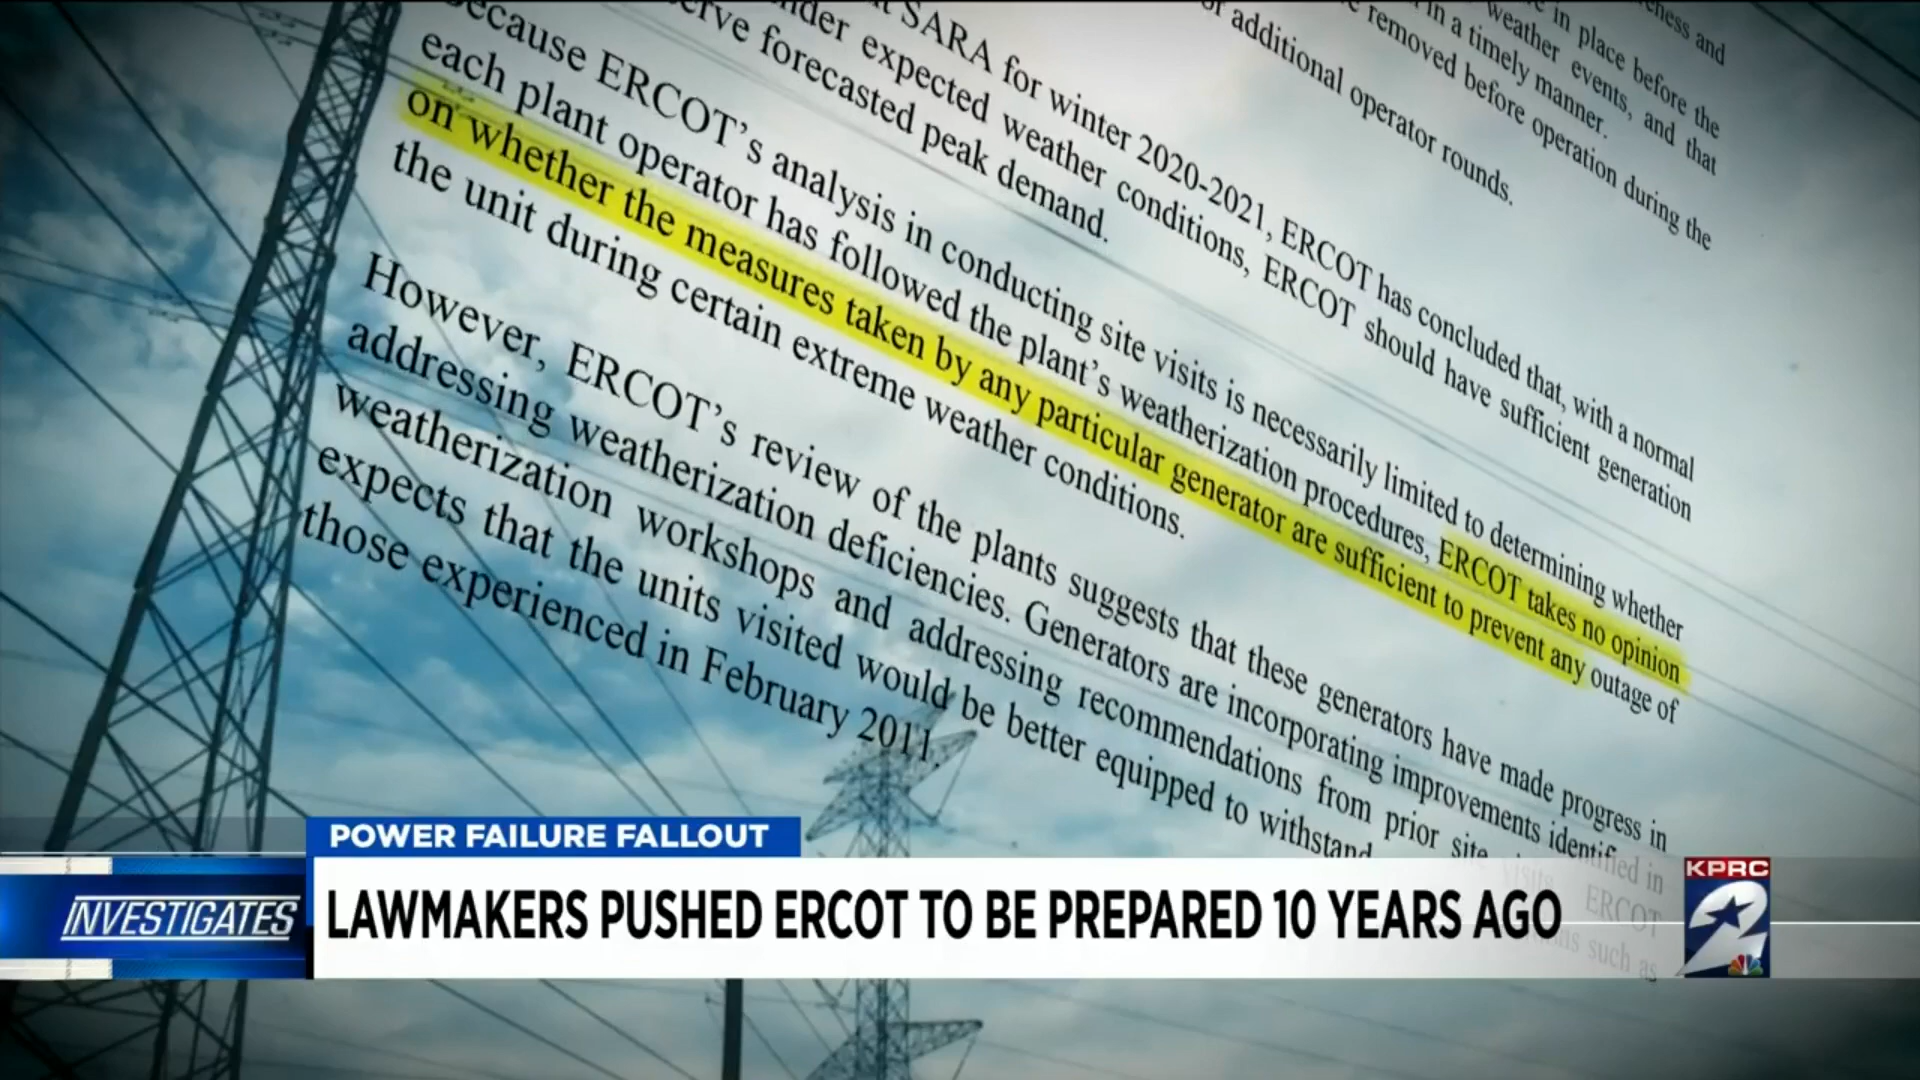 SARA for winter 2020-2021, ERCOT has concluded that, with a normal
expected weather conditions, ERCOT should have sufficient generation
forecasted peak demand.
ERCOT's analysis in conducting site visits is necessarily limited to determining whether
each plant operator has followed the plant's weatherization procedures, ERCOT takes no opinion
on whether the measures taken by any particular generator are sufficient to prevent any outage of
the unit during certain extreme weather conditions.
However, ERCOT's review of the plants suggests that these generators have made progress in
addressing weatherization deficiencies. Generators are incorporating improvements identified in
weatherization workshops and addressing recommendations from prior site visits. ERCOT
expects that the units visited would be better equipped to withstand
such as
those experienced in February 2011.
in place before the
weather events, and that
in a timely manner.
removed before operation during the
additional operator rounds.
POWER FAILURE FALLOUT
INVESTIGATES
LAWMAKERS PUSHED ERCOT TO BE PREPARED 10 YEARS AGO
KPRC
2